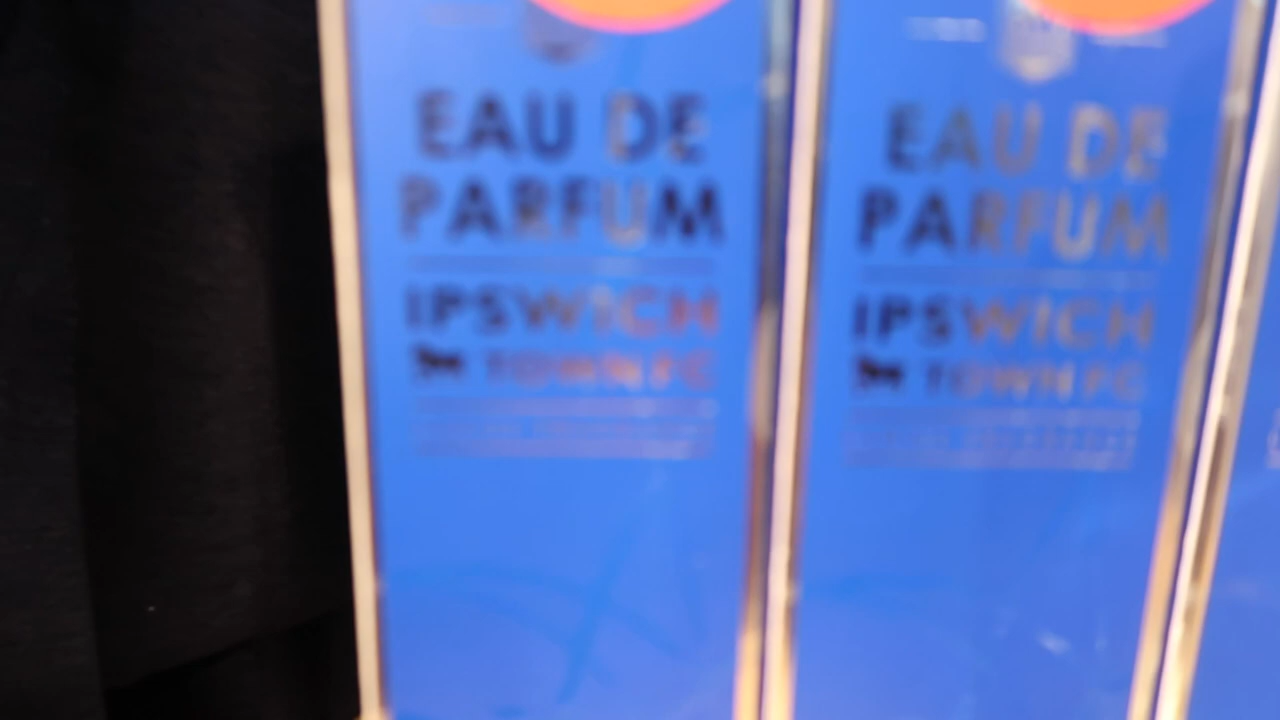 EAU DE
PARFUM
IPSWICH
TOWN FC
EAU DE
PARFUM
IPSWICH
TOWN FC